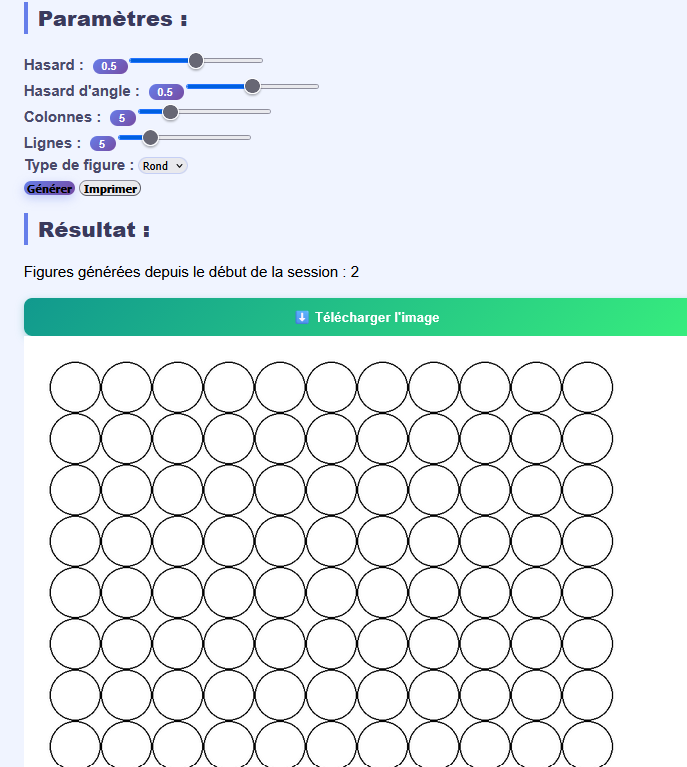 Paramètres :
Hasard : 0.5
Hasard d'angle : 0.5
Colonnes : 5
Lignes : 5
Type de figure : Rond
Générer Imprimer
Résultat :
Figures générées depuis le début de la session : 2
⬇️ Télécharger l'image